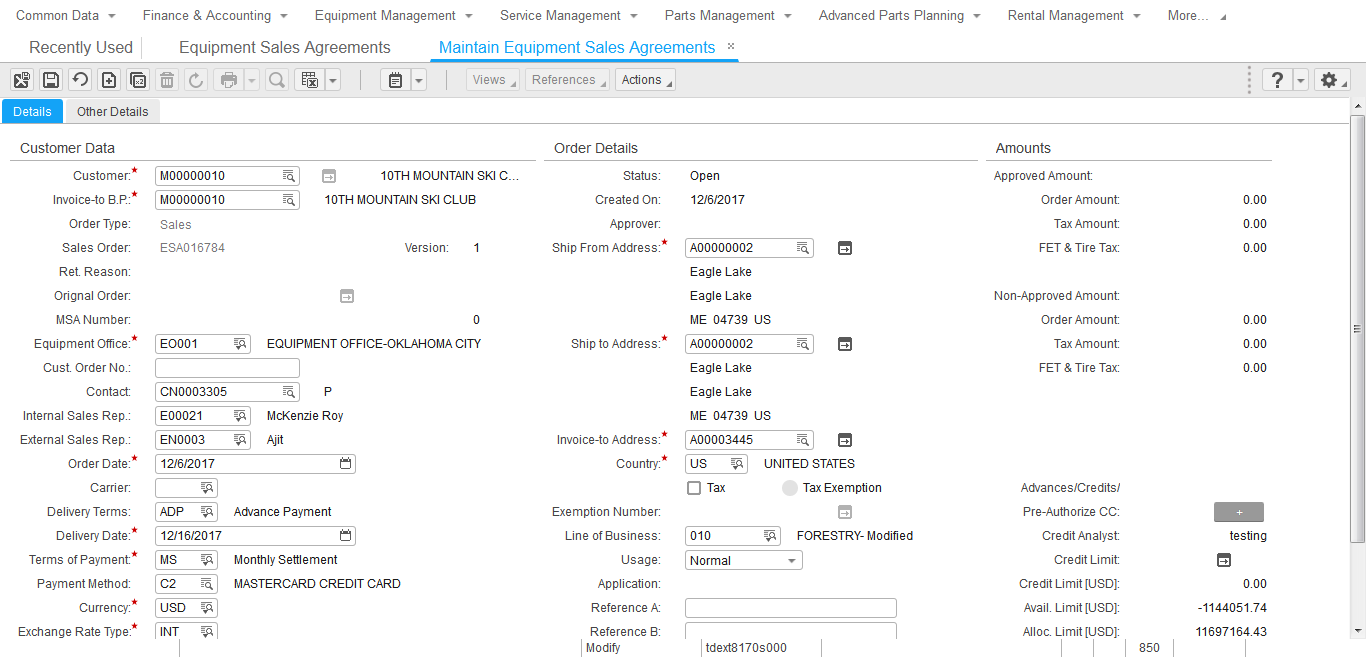 Common Data Finance & Accounting Equipment Management Service Management Parts Management Advanced Parts Planning Rental Management More...
Recently Used Equipment Sales Agreements Maintain Equipment Sales Agreements ×
Views References Actions ?
Details Other Details
Customer Data Order Details Amounts
Customer:* M00000010 10TH MOUNTAIN SKI C... Status: Open Approved Amount:
Invoice-to B.P.:* M00000010 10TH MOUNTAIN SKI CLUB Created On: 12/6/2017 Order Amount: 0.00
Order Type: Sales Approver: Tax Amount: 0.00
Sales Order: ESA016784 Version: 1 Ship From Address:* A00000002 FET & Tire Tax: 0.00
Ret. Reason: Eagle Lake
Orignal Order: Eagle Lake Non-Approved Amount:
MSA Number: 0 ME 04739 US Order Amount: 0.00
Equipment Office:* EO001 EQUIPMENT OFFICE-OKLAHOMA CITY Ship to Address:* A00000002 Tax Amount: 0.00
Cust. Order No.: Eagle Lake FET & Tire Tax: 0.00
Contact: CN0003305 P Eagle Lake
Internal Sales Rep.: E00021 McKenzie Roy ME 04739 US
External Sales Rep.: EN0003 Ajit Invoice-to Address:* A00003445
Order Date:* 12/6/2017 Country:* US UNITED STATES
Carrier: Tax Tax Exemption Advances/Credits/
Delivery Terms: ADP Advance Payment Exemption Number: Pre-Authorize CC: +
Delivery Date:* 12/16/2017 Line of Business: 010 FORESTRY- Modified Credit Analyst: testing
Terms of Payment:* MS Monthly Settlement Usage: Normal Credit Limit:
Payment Method: C2 MASTERCARD CREDIT CARD Application: Credit Limit [USD]: 0.00
Currency:* USD Reference A: Avail. Limit [USD]: -1144051.74
Exchange Rate Type:* INT Reference B: Alloc. Limit [USD]: 11697164.43
Modify tdext8170s000 850